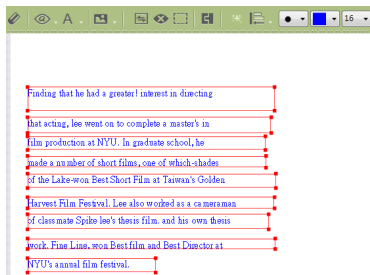 16
Finding that he had a greater! interest in directing
that acting, lee went on to complete a master's in
film production at NYU. In graduate school, he
made a number of short films, one of which-shades
of the Lake-won Best Short Film at Taiwan's Golden
Harvest Film Festival. Lee also worked as a cameraman
of classmate Spike lee's thesis film. and his own thesis
work. Fine Line, won Best film and Best Director at
NYU's annual film festival.